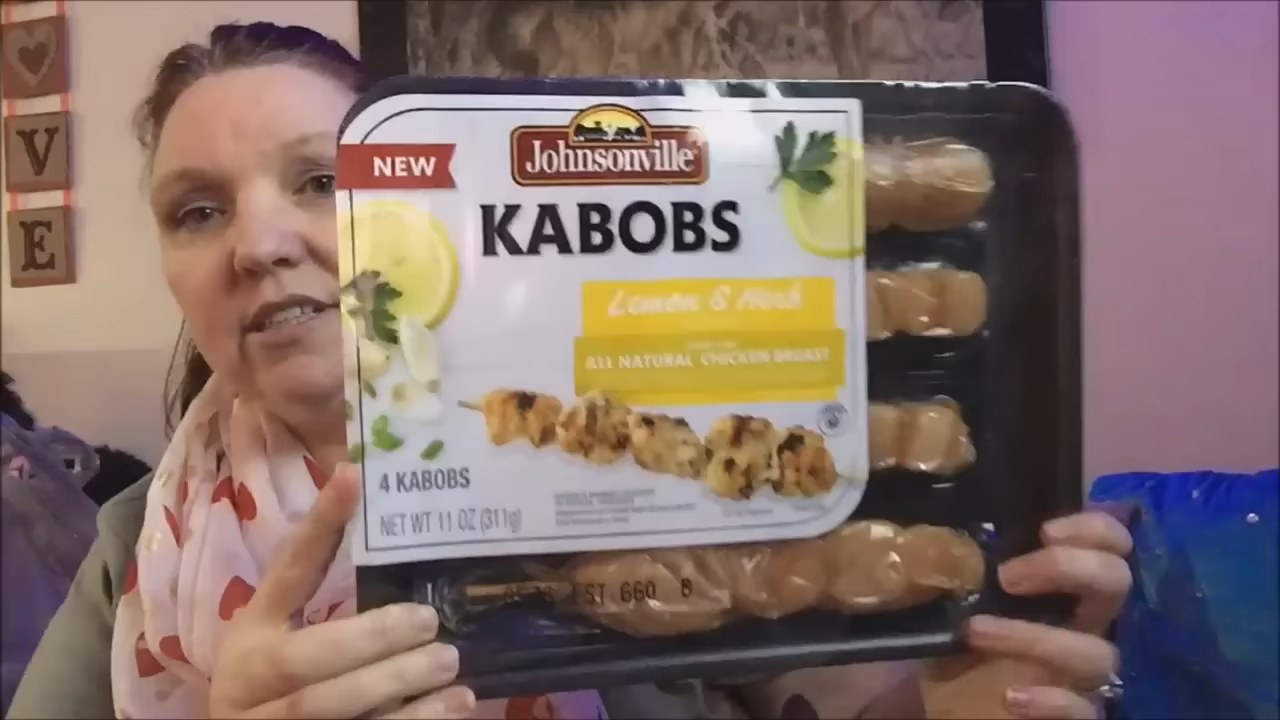 V
E
NEW
Johnsonville
KABOBS
Lemon & Herb
ALL NATURAL CHICKEN BREAST
4 KABOBS
NET WT 11 OZ (311g)
EST 660 B